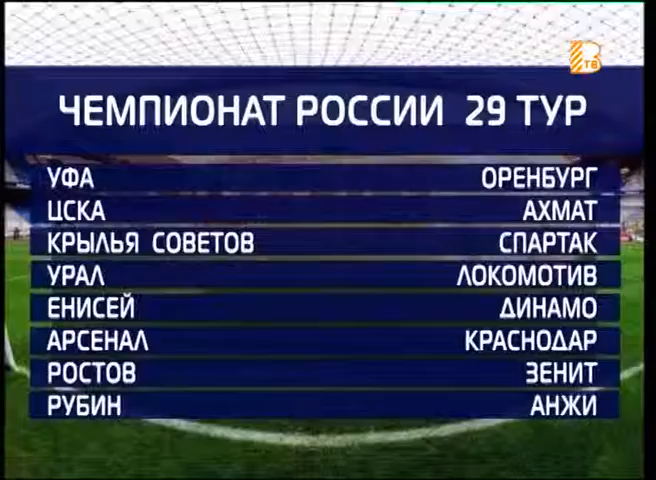 ТВ
ЧЕМПИОНАТ РОССИИ 29 ТУР
УФА ОРЕНБУРГ
ЦСКА АХМАТ
КРЫЛЬЯ СОВЕТОВ СПАРТАК
УРАЛ ЛОКОМОТИВ
ЕНИСЕЙ ДИНАМО
АРСЕНАЛ КРАСНОДАР
РОСТОВ ЗЕНИТ
РУБИН АНЖИ